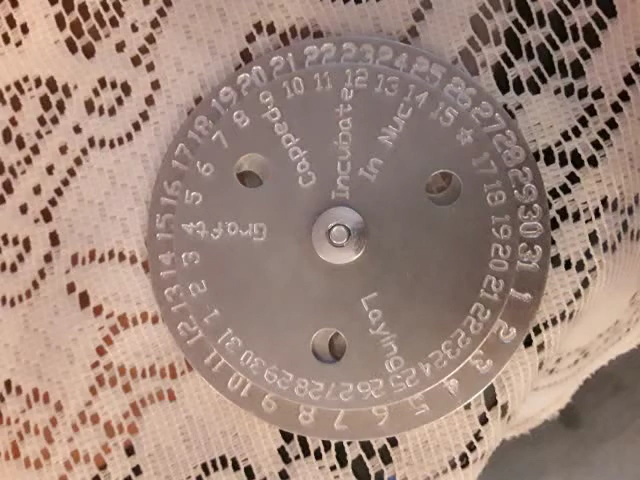 1 2 3 4 5 6 7 8 9 10 11 12 13 14 15 16 17 18 19 20 21 22 23 24 25 26 27 28 29 30 31
1 2 3 4 5 6 7 8 9 10 11 12 13 14 15 * 17 18 19 20 21 22 23 24 25 26 27 28 29 30 31
Graft
Capped
Incubate
In Nuc
Laying